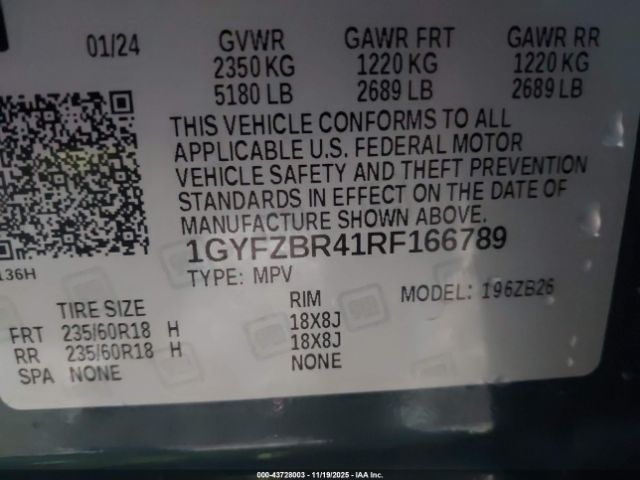 01/24 GVWR GAWR FRT GAWR RR
2350 KG 1220 KG 1220 KG
5180 LB 2689 LB 2689 LB
THIS VEHICLE CONFORMS TO ALL
APPLICABLE U.S. FEDERAL MOTOR
VEHICLE SAFETY AND THEFT PREVENTION
STANDARDS IN EFFECT ON THE DATE OF
MANUFACTURE SHOWN ABOVE.
1GYFZBR41RF166789
136H
TYPE: MPV MODEL: 196ZB26
TIRE SIZE RIM
FRT 235/60R18 H 18X8J
RR 235/60R18 H 18X8J
SPA NONE NONE
000-43728003 - 11/19/2025 - IAA Inc.